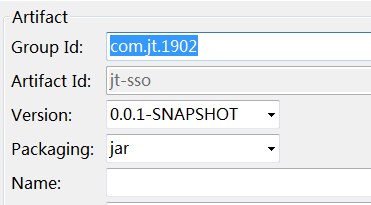 Artifact
Group Id: com.jt.1902
Artifact Id: jt-sso
Version: 0.0.1-SNAPSHOT
Packaging: jar
Name: